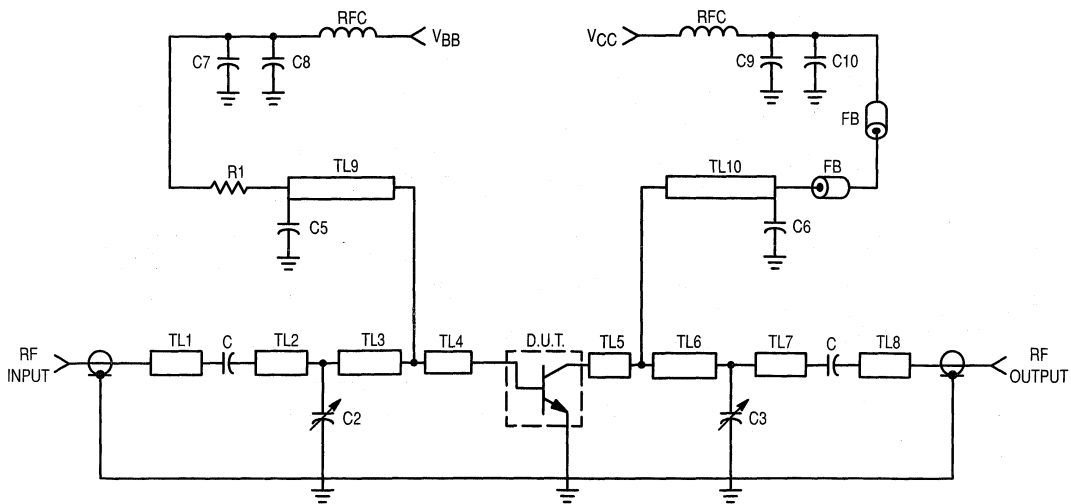 RFC
V_BB
C7
C8
RFC
V_CC
C9
C10
FB
R1
TL9
C5
TL10
FB
C6
RF
INPUT
TL1
C
TL2
TL3
TL4
C2
D.U.T.
TL5
TL6
TL7
C
TL8
C3
RF
OUTPUT